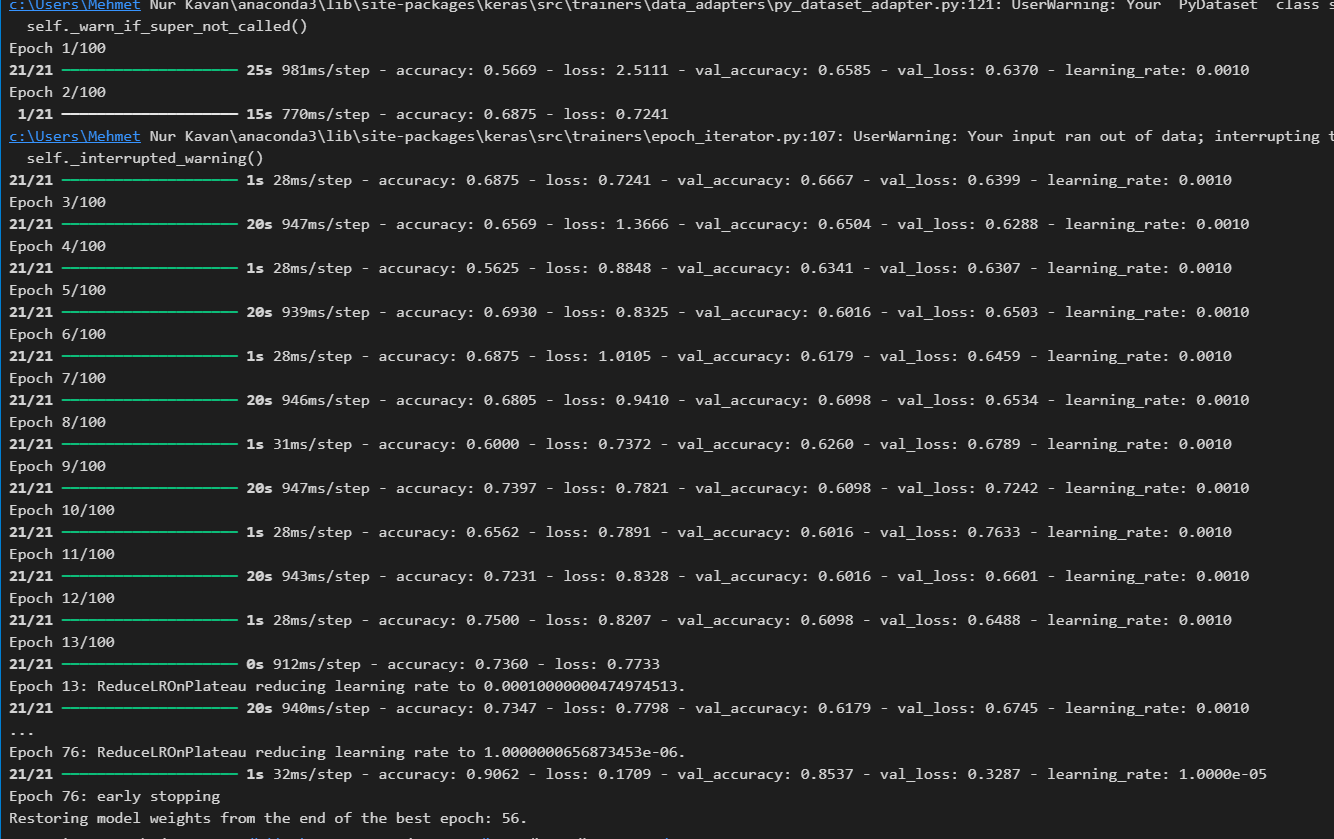 c:\Users\Mehmet Nur Kavan\anaconda3\lib\site-packages\keras\src\trainers\data_adapters\py_dataset_adapter.py:121: UserWarning: Your `PyDataset` class s
  self._warn_if_super_not_called()
Epoch 1/100
21/21 ━━━━━━━━━━━━━━━━━━━━ 25s 981ms/step - accuracy: 0.5669 - loss: 2.5111 - val_accuracy: 0.6585 - val_loss: 0.6370 - learning_rate: 0.0010
Epoch 2/100
 1/21 ━━━━━━━━━━━━━━━━━━━━ 15s 770ms/step - accuracy: 0.6875 - loss: 0.7241
c:\Users\Mehmet Nur Kavan\anaconda3\lib\site-packages\keras\src\trainers\epoch_iterator.py:107: UserWarning: Your input ran out of data; interrupting t
  self._interrupted_warning()
21/21 ━━━━━━━━━━━━━━━━━━━━ 1s 28ms/step - accuracy: 0.6875 - loss: 0.7241 - val_accuracy: 0.6667 - val_loss: 0.6399 - learning_rate: 0.0010
Epoch 3/100
21/21 ━━━━━━━━━━━━━━━━━━━━ 20s 947ms/step - accuracy: 0.6569 - loss: 1.3666 - val_accuracy: 0.6504 - val_loss: 0.6288 - learning_rate: 0.0010
Epoch 4/100
21/21 ━━━━━━━━━━━━━━━━━━━━ 1s 28ms/step - accuracy: 0.5625 - loss: 0.8848 - val_accuracy: 0.6341 - val_loss: 0.6307 - learning_rate: 0.0010
Epoch 5/100
21/21 ━━━━━━━━━━━━━━━━━━━━ 20s 939ms/step - accuracy: 0.6930 - loss: 0.8325 - val_accuracy: 0.6016 - val_loss: 0.6503 - learning_rate: 0.0010
Epoch 6/100
21/21 ━━━━━━━━━━━━━━━━━━━━ 1s 28ms/step - accuracy: 0.6875 - loss: 1.0105 - val_accuracy: 0.6179 - val_loss: 0.6459 - learning_rate: 0.0010
Epoch 7/100
21/21 ━━━━━━━━━━━━━━━━━━━━ 20s 946ms/step - accuracy: 0.6805 - loss: 0.9410 - val_accuracy: 0.6098 - val_loss: 0.6534 - learning_rate: 0.0010
Epoch 8/100
21/21 ━━━━━━━━━━━━━━━━━━━━ 1s 31ms/step - accuracy: 0.6000 - loss: 0.7372 - val_accuracy: 0.6260 - val_loss: 0.6789 - learning_rate: 0.0010
Epoch 9/100
21/21 ━━━━━━━━━━━━━━━━━━━━ 20s 947ms/step - accuracy: 0.7397 - loss: 0.7821 - val_accuracy: 0.6098 - val_loss: 0.7242 - learning_rate: 0.0010
Epoch 10/100
21/21 ━━━━━━━━━━━━━━━━━━━━ 1s 28ms/step - accuracy: 0.6562 - loss: 0.7891 - val_accuracy: 0.6016 - val_loss: 0.7633 - learning_rate: 0.0010
Epoch 11/100
21/21 ━━━━━━━━━━━━━━━━━━━━ 20s 943ms/step - accuracy: 0.7231 - loss: 0.8328 - val_accuracy: 0.6016 - val_loss: 0.6601 - learning_rate: 0.0010
Epoch 12/100
21/21 ━━━━━━━━━━━━━━━━━━━━ 1s 28ms/step - accuracy: 0.7500 - loss: 0.8207 - val_accuracy: 0.6098 - val_loss: 0.6488 - learning_rate: 0.0010
Epoch 13/100
21/21 ━━━━━━━━━━━━━━━━━━━━ 0s 912ms/step - accuracy: 0.7360 - loss: 0.7733
Epoch 13: ReduceLROnPlateau reducing learning rate to 0.00010000000474974513.
21/21 ━━━━━━━━━━━━━━━━━━━━ 20s 940ms/step - accuracy: 0.7347 - loss: 0.7798 - val_accuracy: 0.6179 - val_loss: 0.6745 - learning_rate: 0.0010
...
Epoch 76: ReduceLROnPlateau reducing learning rate to 1.0000000656873453e-06.
21/21 ━━━━━━━━━━━━━━━━━━━━ 1s 32ms/step - accuracy: 0.9062 - loss: 0.1709 - val_accuracy: 0.8537 - val_loss: 0.3287 - learning_rate: 1.0000e-05
Epoch 76: early stopping
Restoring model weights from the end of the best epoch: 56.